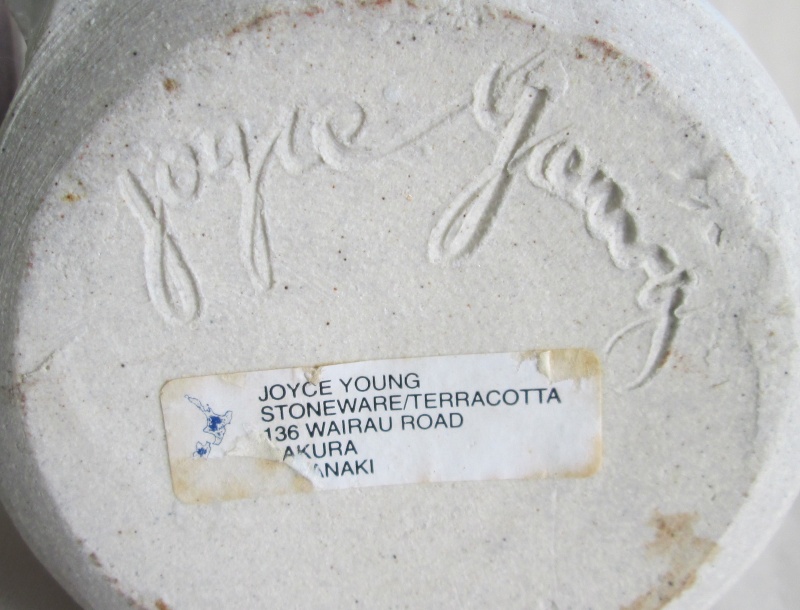 Joyce Young
JOYCE YOUNG
STONEWARE/TERRACOTTA
136 WAIRAU ROAD
AKURA
ANAKI